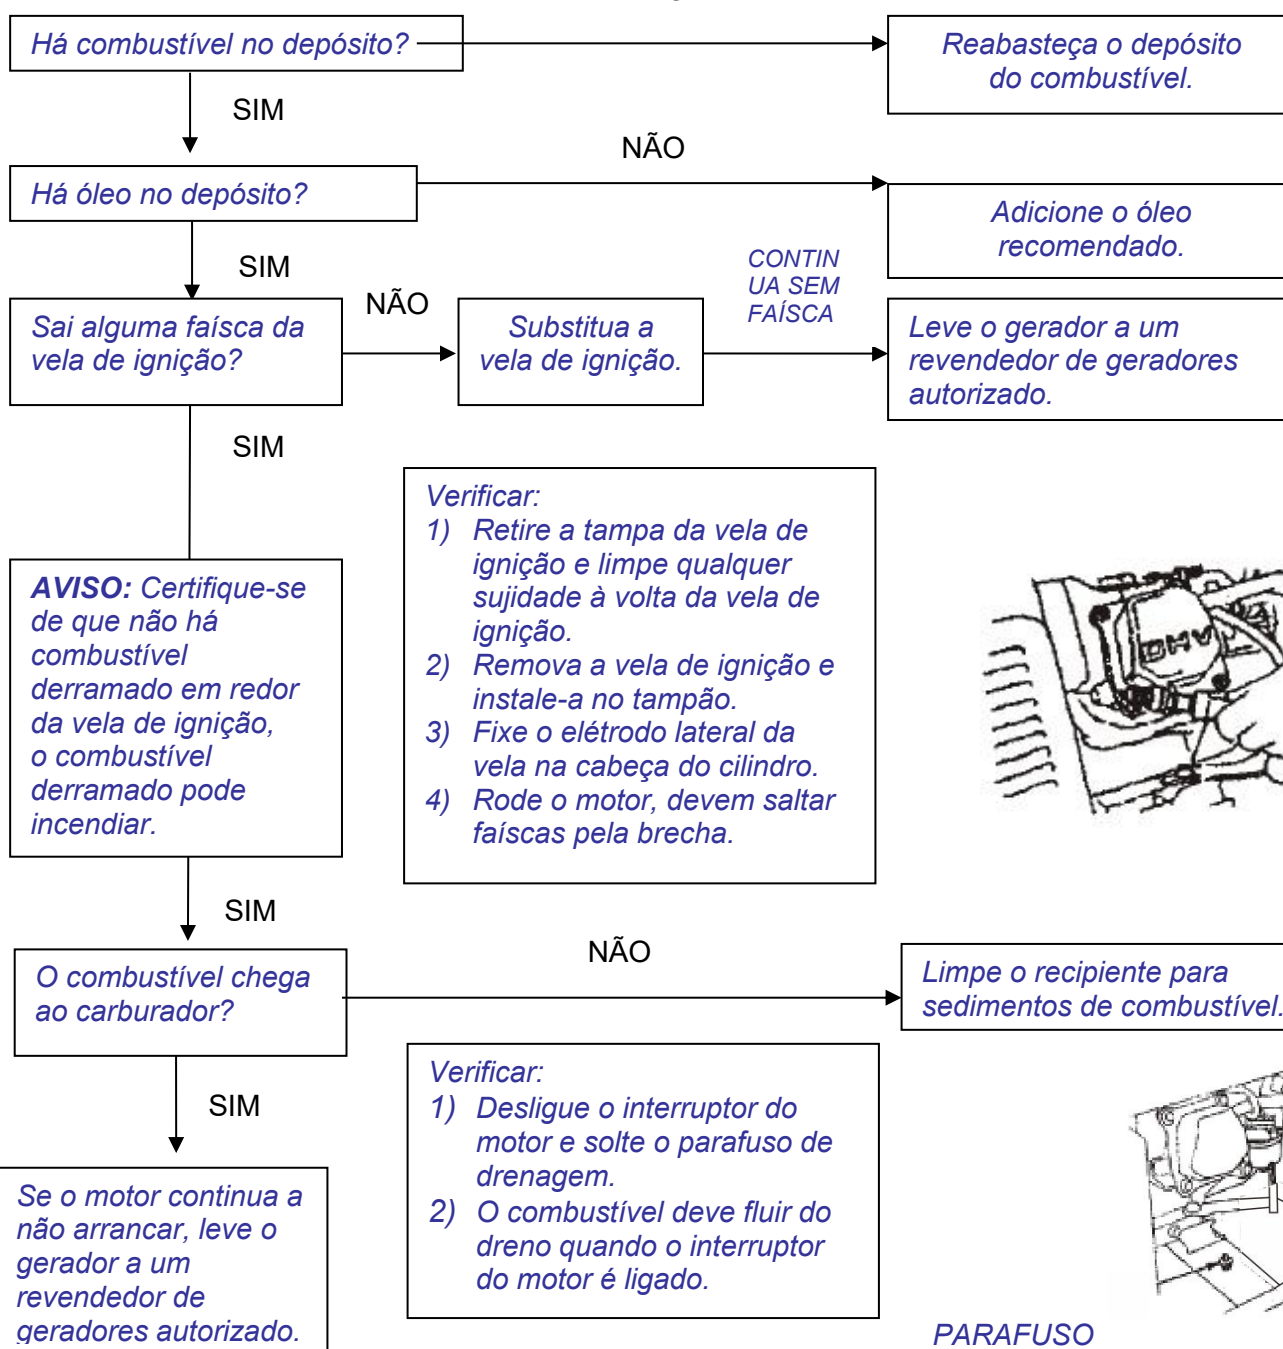 Há combustível no depósito?
Reabasteça o depósito
do combustível.
SIM
NÃO
Há óleo no depósito?
Adicione o óleo
recomendado.
SIM
CONTIN
UA SEM
FAÍSCA
NÃO
Sai alguma faísca da
vela de ignição?
Substitua a
vela de ignição.
Leve o gerador a um
revendedor de geradores
autorizado.
SIM
Verificar:
1) Retire a tampa da vela de
ignição e limpe qualquer
sujidade à volta da vela de
ignição.
2) Remova a vela de ignição e
instale-a no tampão.
3) Fixe o elétrodo lateral da
vela na cabeça do cilindro.
4) Rode o motor, devem saltar
faíscas pela brecha.
OHV
AVISO: Certifique-se
de que não há
combustível
derramado em redor
da vela de ignição,
o combustível
derramado pode
incendiar.
SIM
NÃO
O combustível chega
ao carburador?
Limpe o recipiente para
sedimentos de combustível.
SIM
Verificar:
1) Desligue o interruptor do
motor e solte o parafuso de
drenagem.
2) O combustível deve fluir do
dreno quando o interruptor
do motor é ligado.
Se o motor continua a
não arrancar, leve o
gerador a um
revendedor de
geradores autorizado.
PARAFUSO